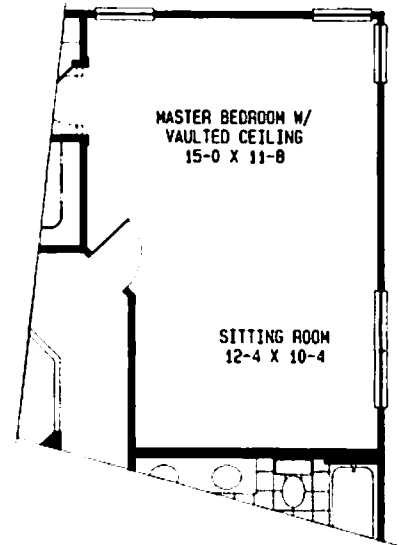 MASTER BEDROOM W/
VAULTED CEILING
15-0 X 11-8
SITTING ROOM
12-4 X 10-4